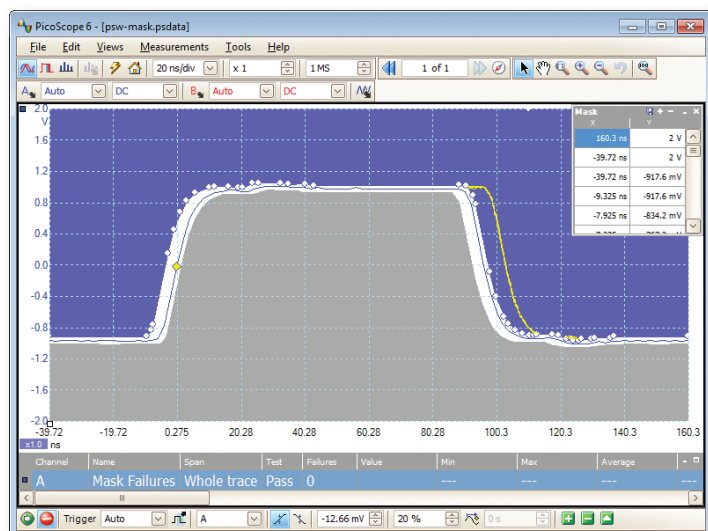 PicoScope 6 - [psw-mask.psdata]
File Edit Views Measurements Tools Help
20 ns/div x 1 1 MS 1 of 1
A Auto DC B Auto DC
2.0
V
1.6
1.2
0.8
0.4
0.0
-0.4
-0.8
-1.2
-1.6
-2.0
Mask
X Y
160.3 ns 2 V
-39.72 ns 2 V
-39.72 ns -917.6 mV
-9.325 ns -917.6 mV
-7.925 ns -834.2 mV
-39.72 -19.72 0.275 20.28 40.28 60.28 80.28 100.3 120.3 140.3 160.3
x1.0 ns
Channel Name Span Test Failures Value Min Max Average
A Mask Failures Whole trace Pass 0 --- --- ---
Trigger Auto A -12.66 mV 20 % 0 s